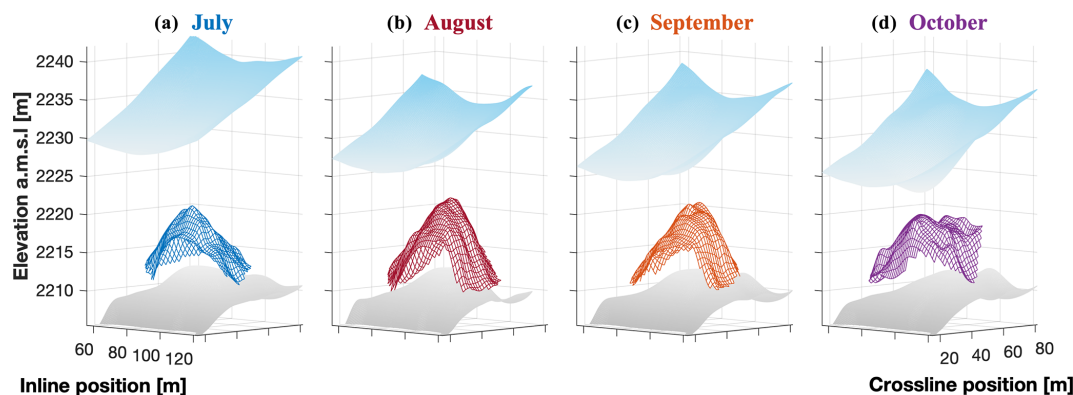 (a) July
(b) August
(c) September
(d) October
Elevation a.m.s.l [m]
2240
2235
2230
2225
2220
2215
2210
60 80 100 120
20 40 60 80
Inline position [m]
Crossline position [m]